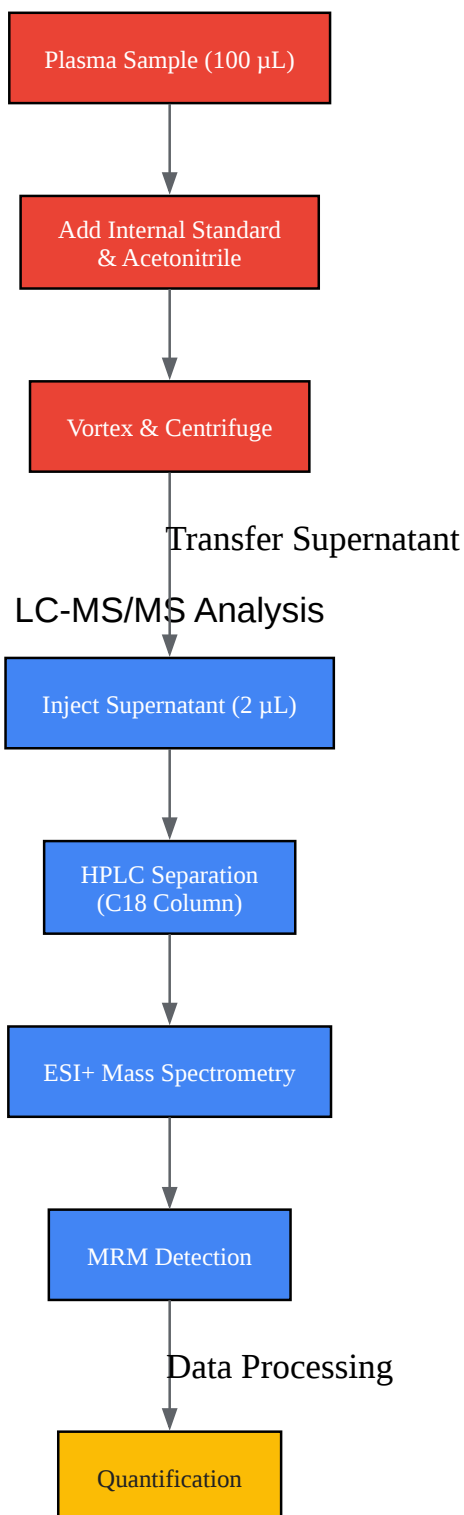 Plasma Sample (100 µL)
Add Internal Standard
& Acetonitrile
Vortex & Centrifuge
Transfer Supernatant
LC-MS/MS Analysis
Inject Supernatant (2 µL)
HPLC Separation
(C18 Column)
ESI+ Mass Spectrometry
MRM Detection
Data Processing
Quantification